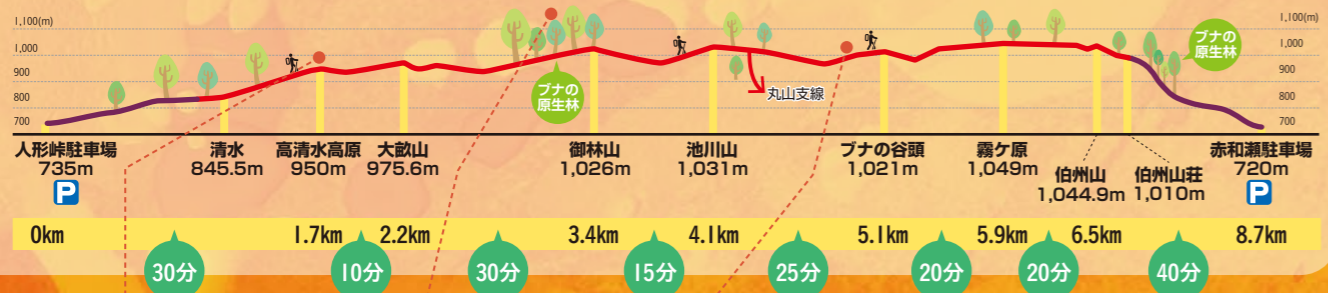 1,100(m)
1,000
900
800
700
1,100(m)
1,000
900
800
700
ブナの
原生林
ブナの
原生林
丸山支線
人形峠駐車場
735m
P
清水
845.5m
高清水高原
950m
大畝山
975.6m
御林山
1,026m
池川山
1,031m
ブナの谷頭
1,021m
霧ケ原
1,049m
伯州山
1,044.9m
伯州山荘
1,010m
赤和瀬駐車場
720m
P
0km
1.7km
2.2km
3.4km
4.1km
5.1km
5.9km
6.5km
8.7km
30分
10分
30分
15分
25分
20分
20分
40分